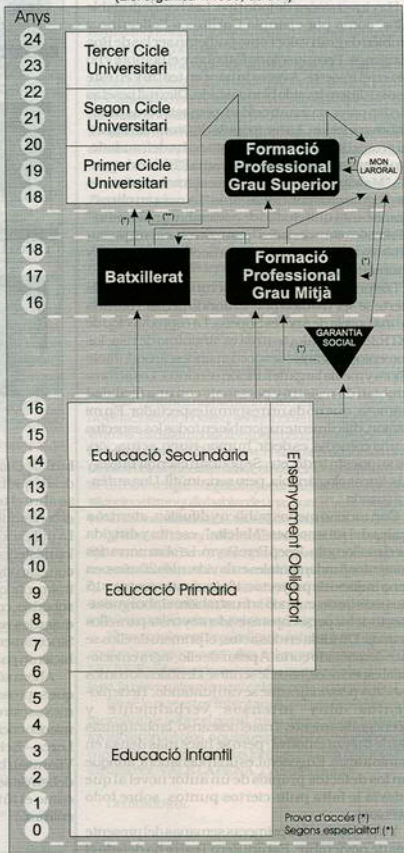 Anys
24
23
22
21
20
19
18
18
17
16
16
15
14
13
12
11
10
9
8
7
6
5
4
3
2
1
0
Tercer Cicle
Universitari
Segon Cicle
Universitari
Primer Cicle
Universitari
Formació
Professional
Grau Superior
MON
LARORAL
(*)
(*)
(**)
Batxillerat
Formació
Professional
Grau Mitjà
(*)
GARANTIA
SOCIAL
(*)
Educació Secundària
Ensenyament Obligatori
Educació Primària
Educació Infantil
Prova d'accés (*)
Segons especialitat (*)